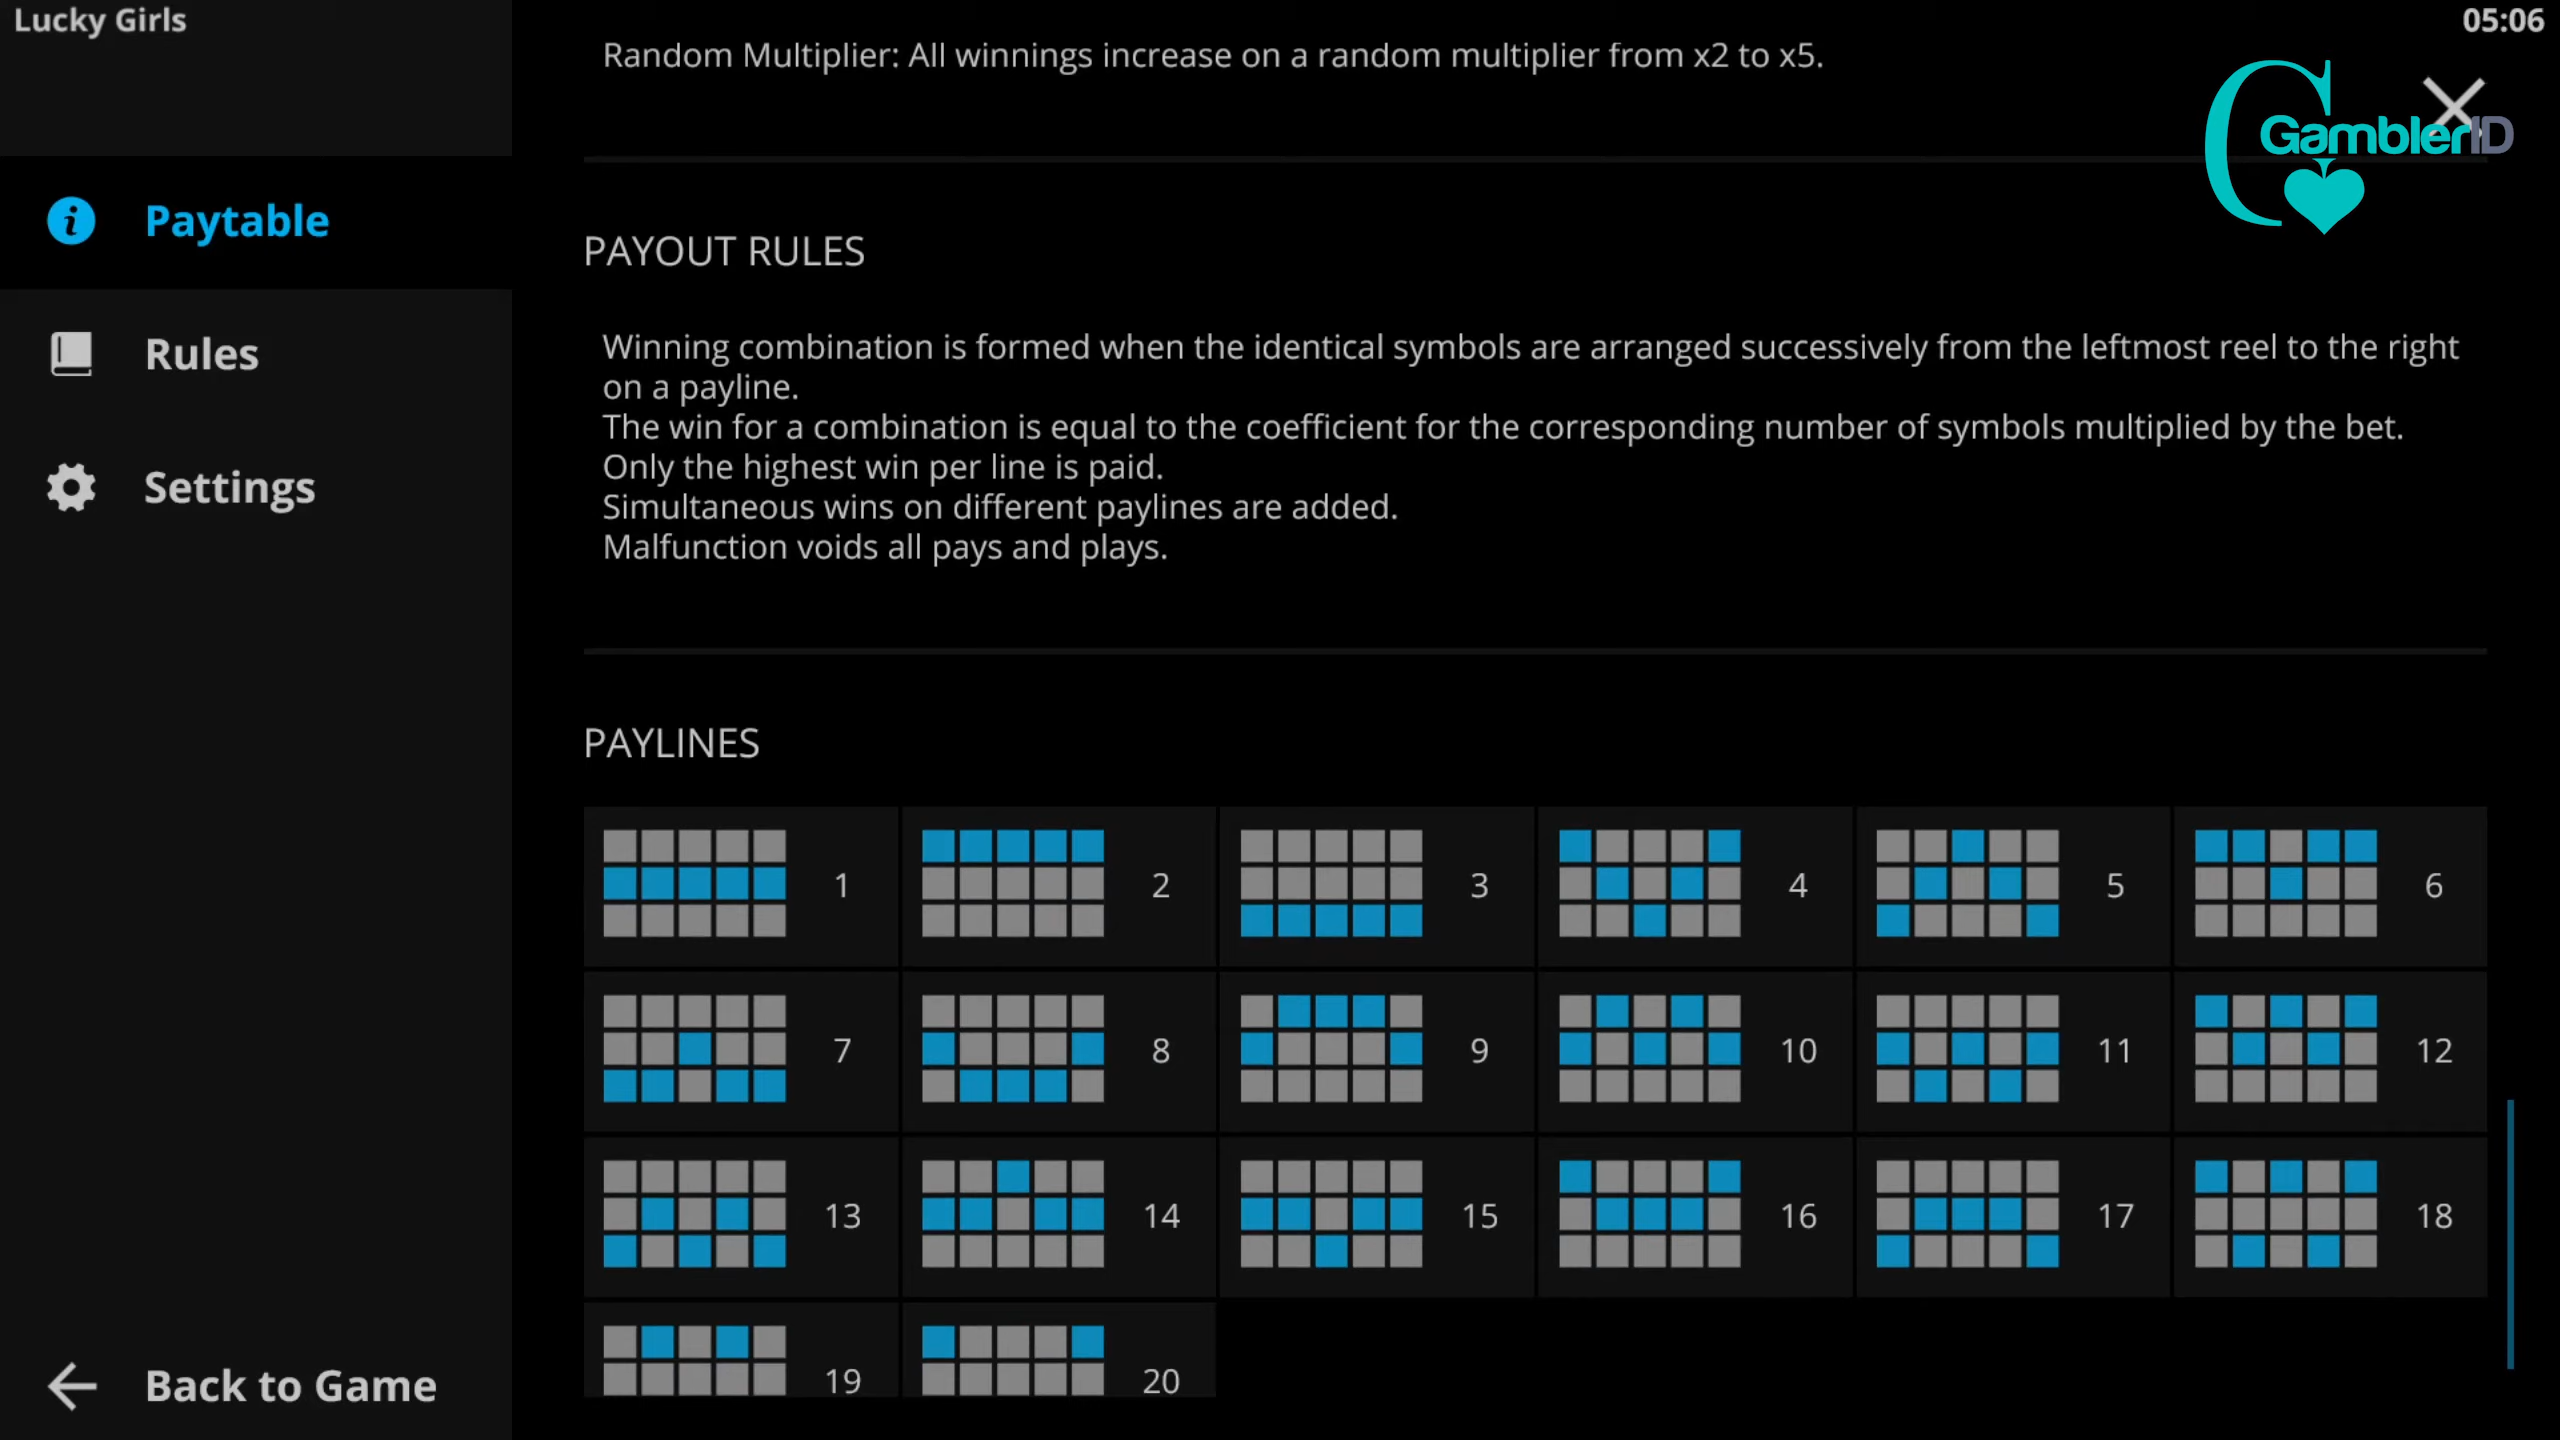 Lucky Girls
05:06
Random Multiplier: All winnings increase on a random multiplier from x2 to x5.
GamblerID
Paytable
Rules
Settings
Back to Game
PAYOUT RULES
Winning combination is formed when the identical symbols are arranged successively from the leftmost reel to the right
on a payline.
The win for a combination is equal to the coefficient for the corresponding number of symbols multiplied by the bet.
Only the highest win per line is paid.
Simultaneous wins on different paylines are added.
Malfunction voids all pays and plays.
PAYLINES
1 2 3 4 5 6
7 8 9 10 11 12
13 14 15 16 17 18
19 20